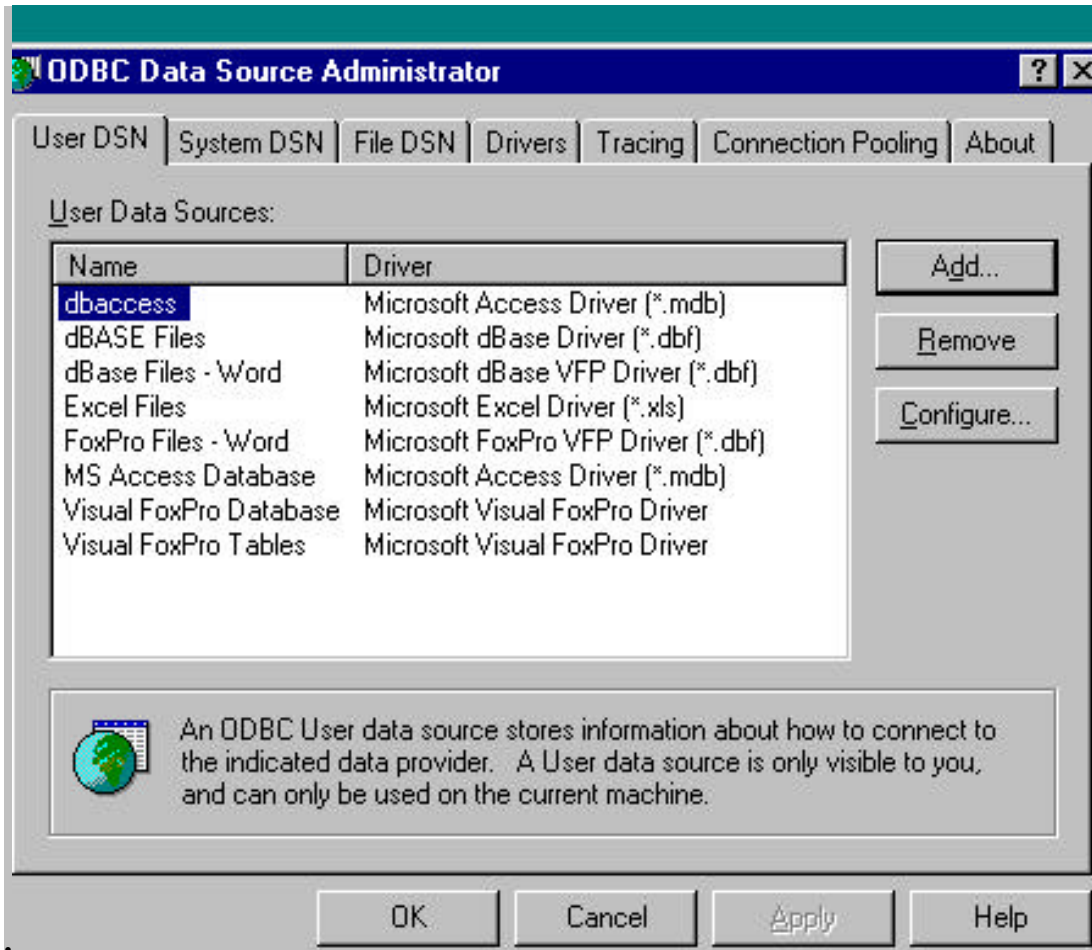 ODBC Data Source Administrator
User DSN System DSN File DSN Drivers Tracing Connection Pooling About
User Data Sources:
Name Driver
dbaccess Microsoft Access Driver (*.mdb)
dBASE Files Microsoft dBase Driver (*.dbf)
dBase Files - Word Microsoft dBase VFP Driver (*.dbf)
Excel Files Microsoft Excel Driver (*.xls)
FoxPro Files - Word Microsoft FoxPro VFP Driver (*.dbf)
MS Access Database Microsoft Access Driver (*.mdb)
Visual FoxPro Database Microsoft Visual FoxPro Driver
Visual FoxPro Tables Microsoft Visual FoxPro Driver
Add...
Remove
Configure...
An ODBC User data source stores information about how to connect to
the indicated data provider. A User data source is only visible to you,
and can only be used on the current machine.
OK Cancel Apply Help